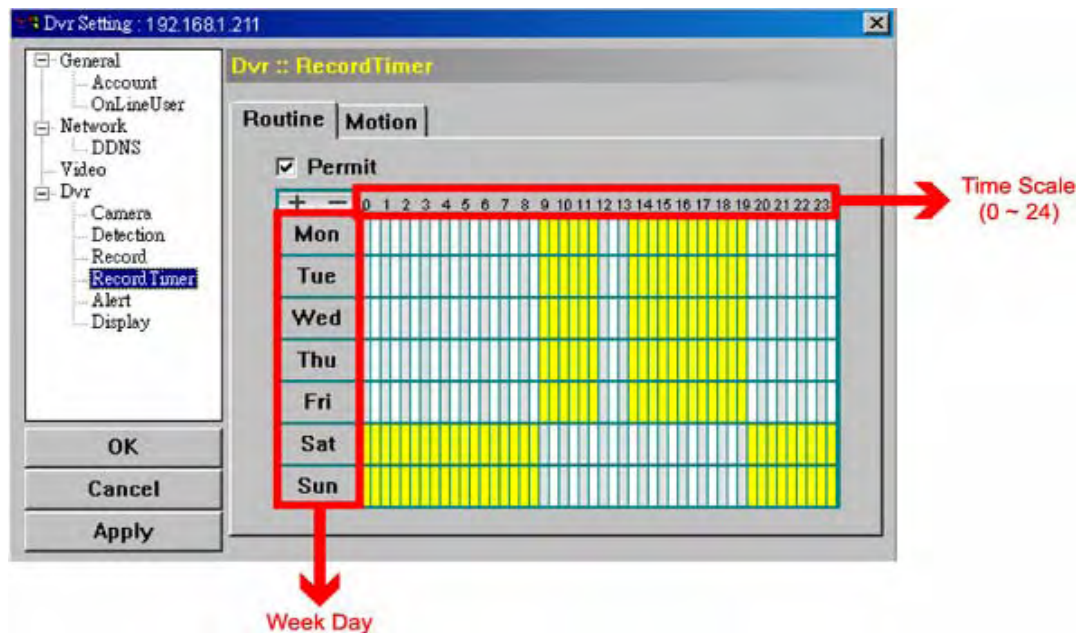 Dvr Setting : 192.168.1.211
General
Account
OnLineUser
Network
DDNS
Video
Dvr
Camera
Detection
Record
RecordTimer
Alert
Display
OK
Cancel
Apply
Dvr :: RecordTimer
Routine Motion
Permit
+ − 0 1 2 3 4 5 6 7 8 9 10 11 12 13 14 15 16 17 18 19 20 21 22 23
Mon
Tue
Wed
Thu
Fri
Sat
Sun
Time Scale
(0 ~ 24)
Week Day